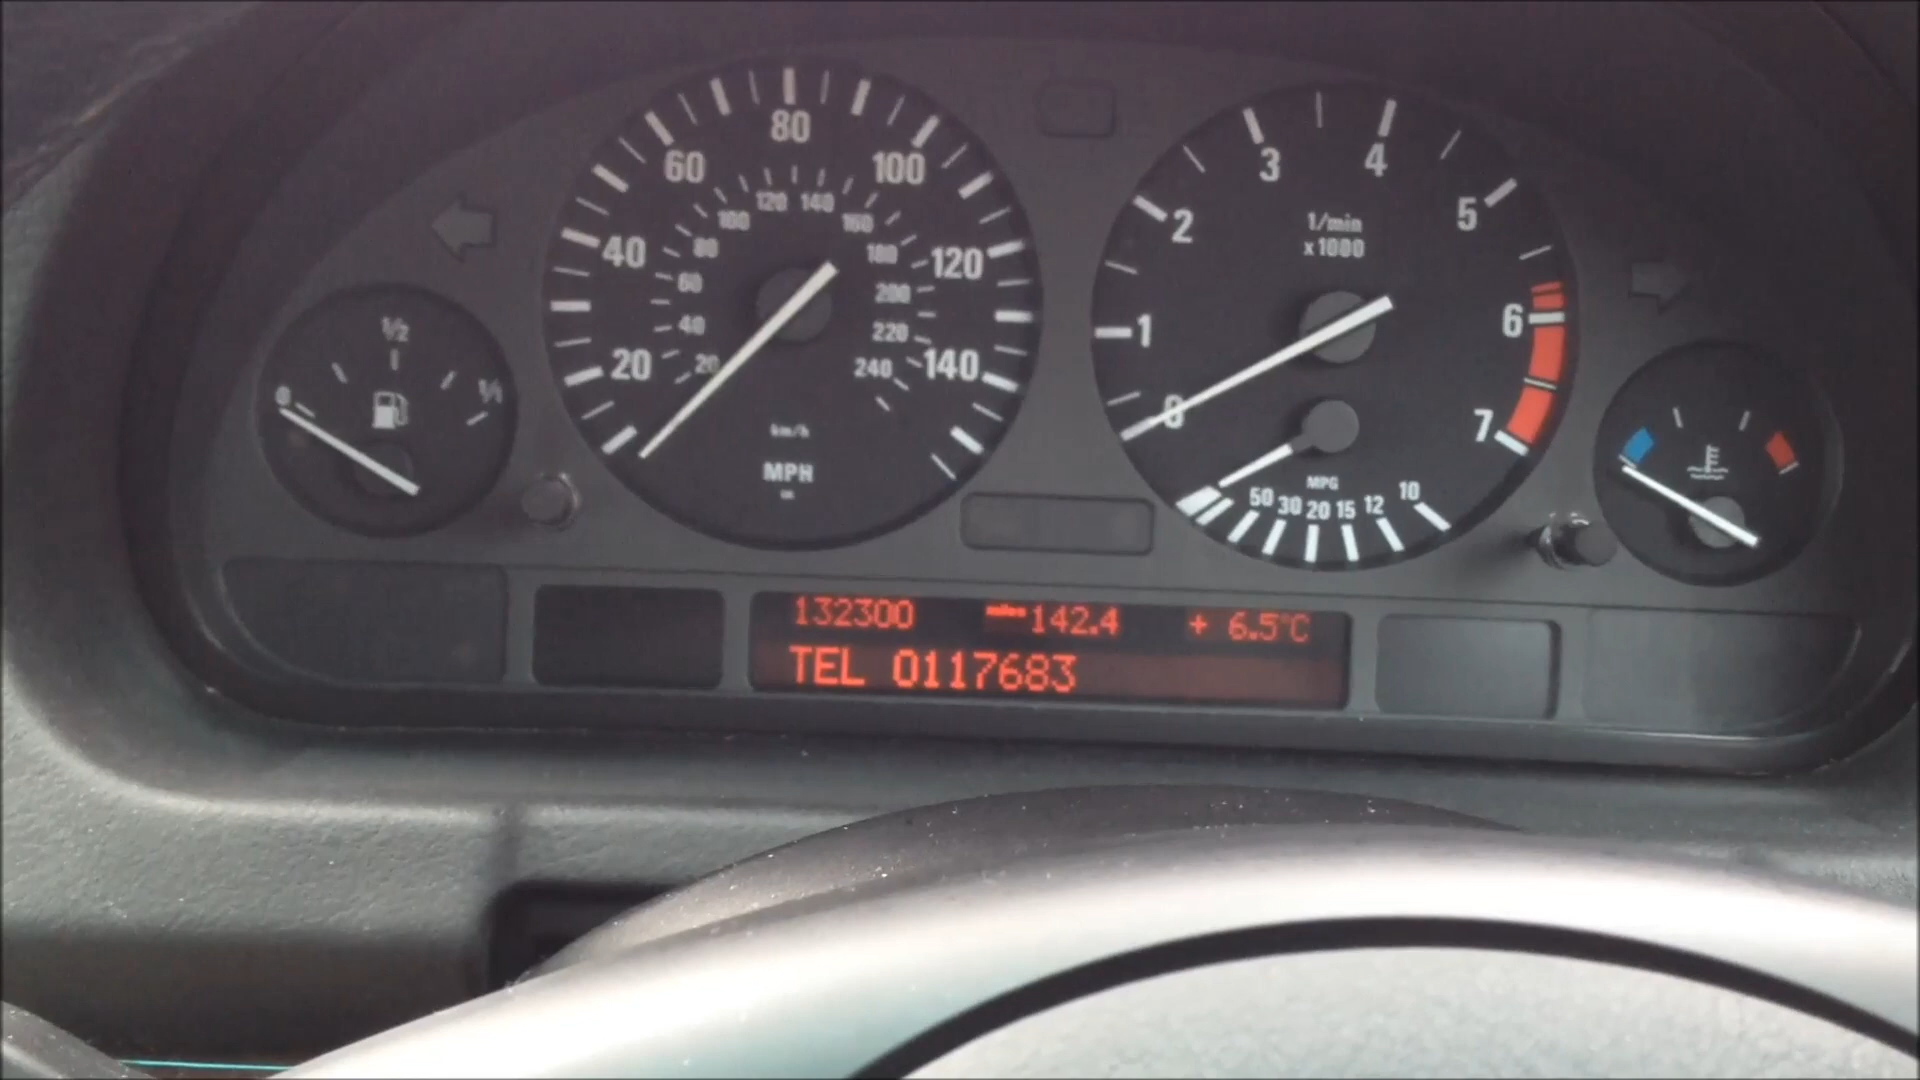 80
60
100
40
120
20
140
120 140
100 160
80 180
60 200
40 220
20 240
km/h
MPH
0
1/2
1/1
3 4
2 5
1/min
x1000
1 6
0 7
MPG
50 30 20 15 12 10
132300 miles 142.4 + 6.5°C
TEL 0117683